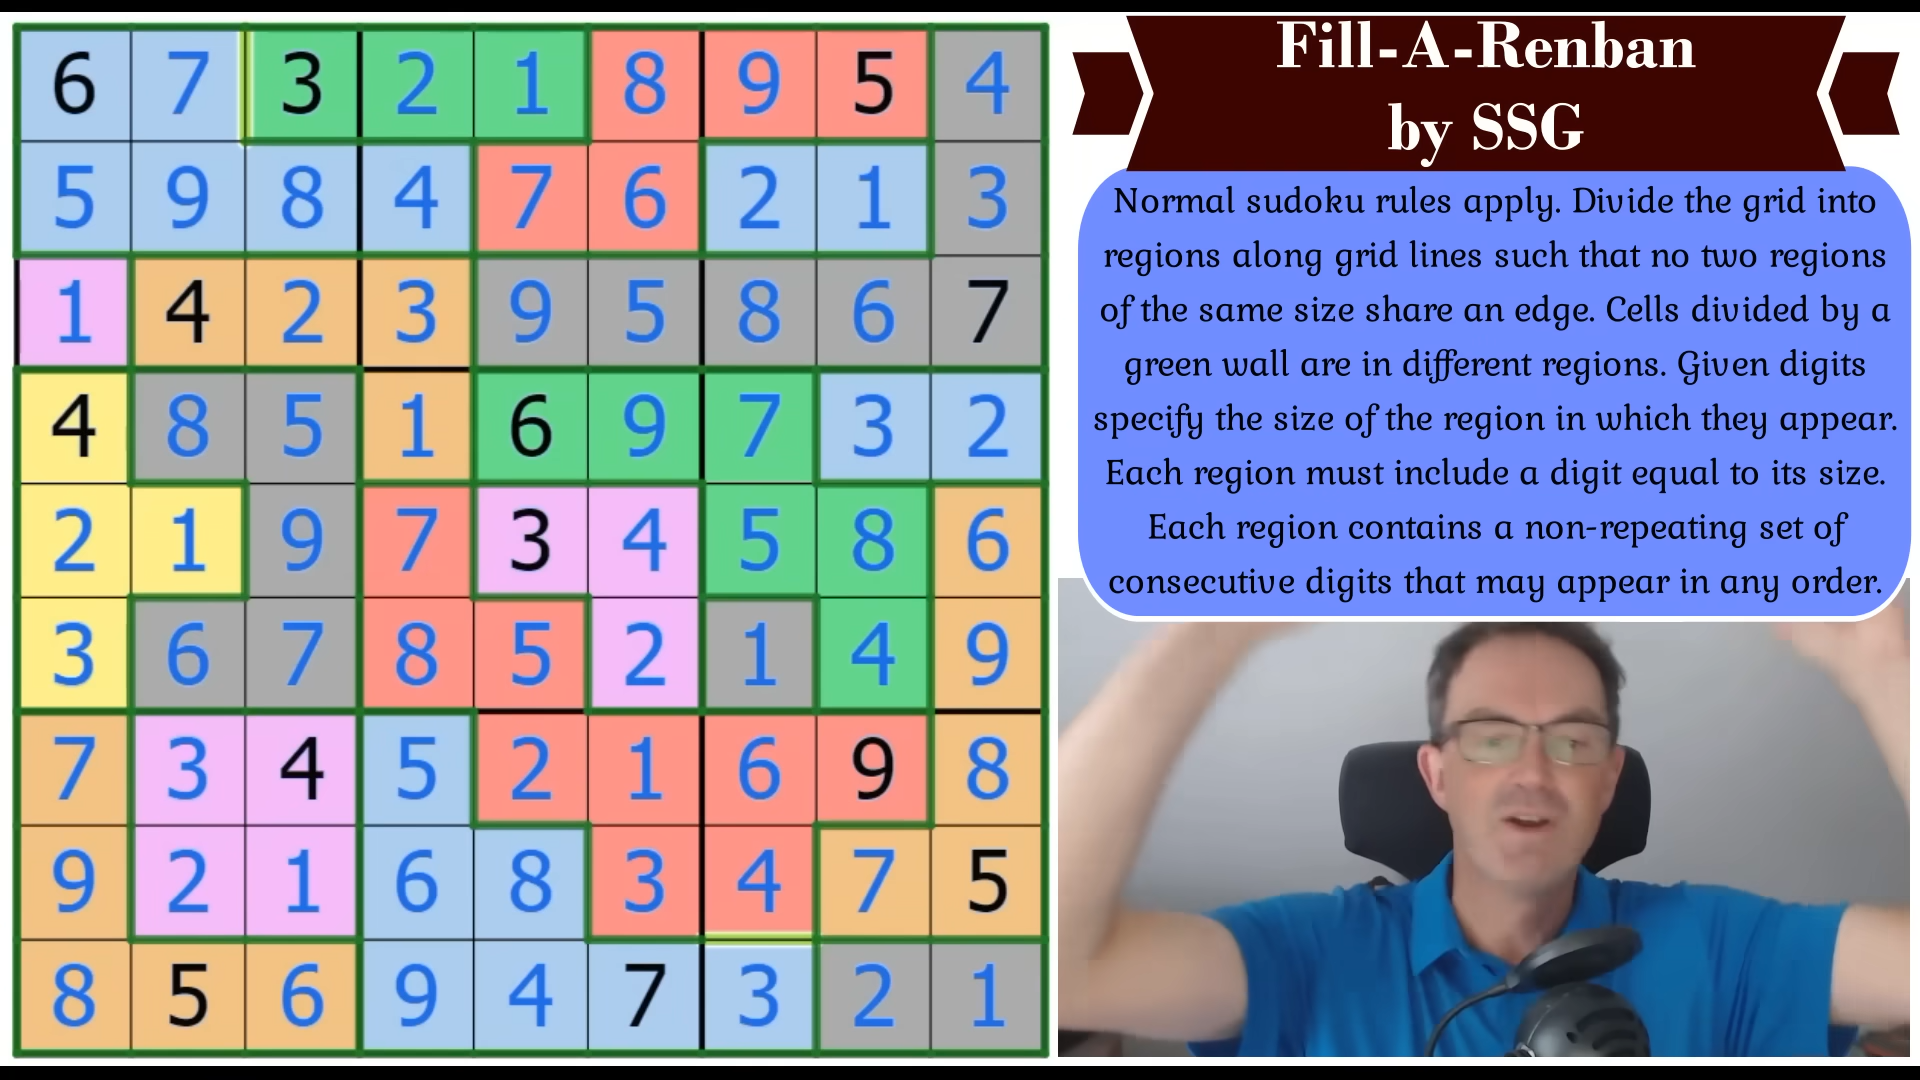 Fill-A-Renban
by SSG
Normal sudoku rules apply. Divide the grid into
regions along grid lines such that no two regions
of the same size share an edge. Cells divided by a
green wall are in different regions. Given digits
specify the size of the region in which they appear.
Each region must include a digit equal to its size.
Each region contains a non-repeating set of
consecutive digits that may appear in any order.
6 7 3 2 1 8 9 5 4
5 9 8 4 7 6 2 1 3
1 4 2 3 9 5 8 6 7
4 8 5 1 6 9 7 3 2
2 1 9 7 3 4 5 8 6
3 6 7 8 5 2 1 4 9
7 3 4 5 2 1 6 9 8
9 2 1 6 8 3 4 7 5
8 5 6 9 4 7 3 2 1